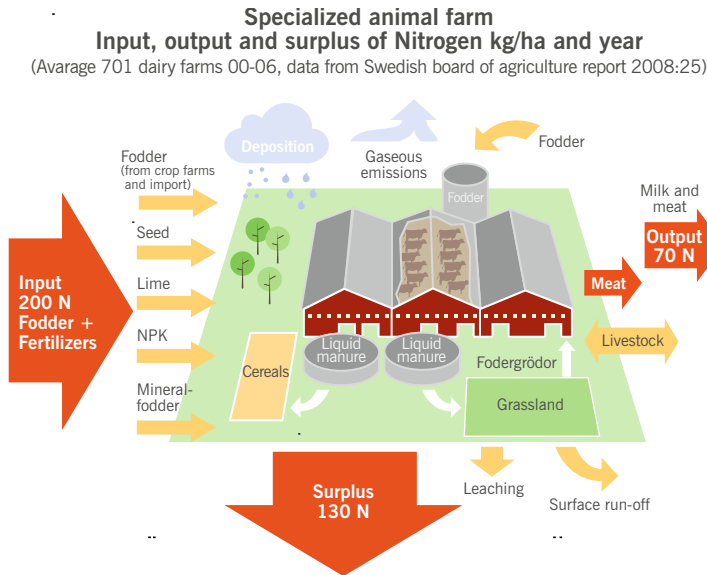 Specialized animal farm
Input, output and surplus of Nitrogen kg/ha and year
(Avarage 701 dairy farms 00-06, data from Swedish board of agriculture report 2008:25)
Deposition
Gaseous
emissions
Fodder
Fodder
(from crop farms
and import)
Fodder
Milk and
meat
Output
70 N
Seed
Input
200 N
Fodder +
Fertilizers
Lime
Meat
NPK
Liquid
manure
Liquid
manure
Livestock
Cereals
Fodergrödor
Mineral-
fodder
Grassland
Surplus
130 N
Leaching
Surface run-off